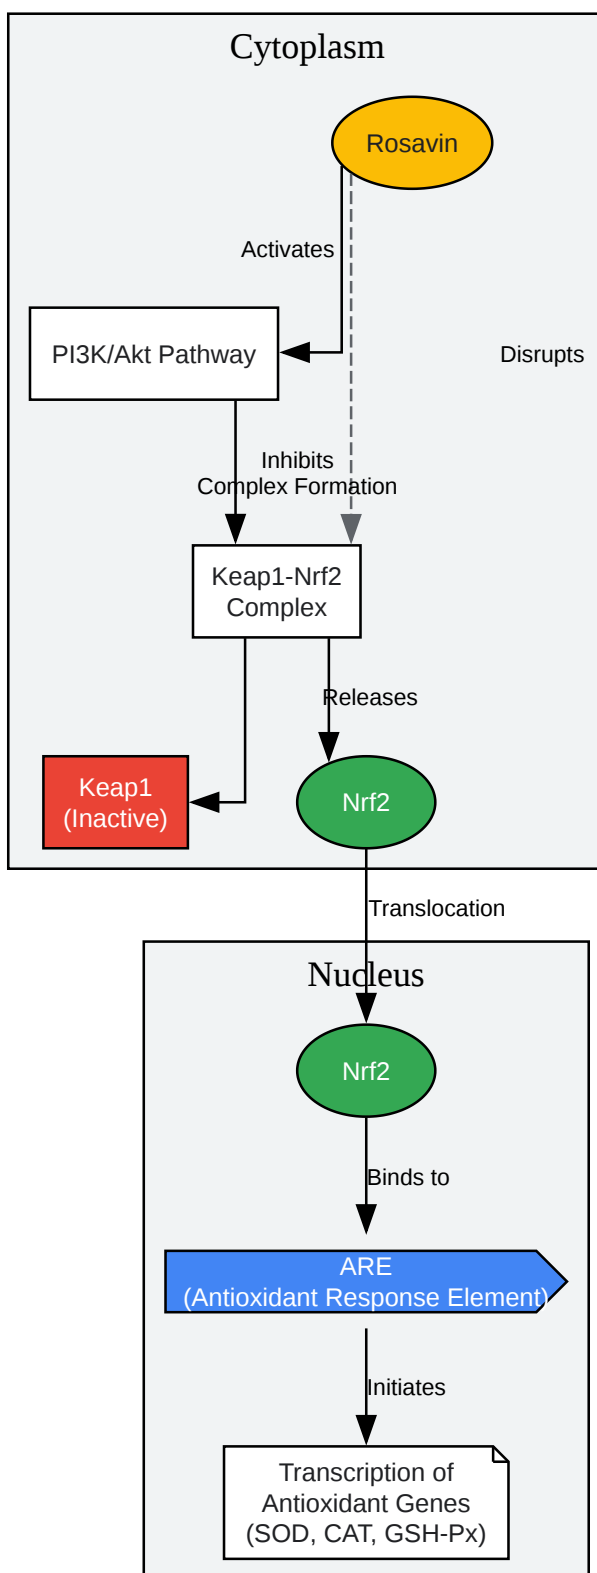 Cytoplasm
Rosavin
Activates
PI3K/Akt Pathway
Disrupts
Inhibits
Complex Formation
Keap1-Nrf2
Complex
Releases
Keap1
(Inactive)
Nrf2
Translocation
Nucleus
Nrf2
Binds to
ARE
(Antioxidant Response Element)
Initiates
Transcription of
Antioxidant Genes
(SOD, CAT, GSH-Px)